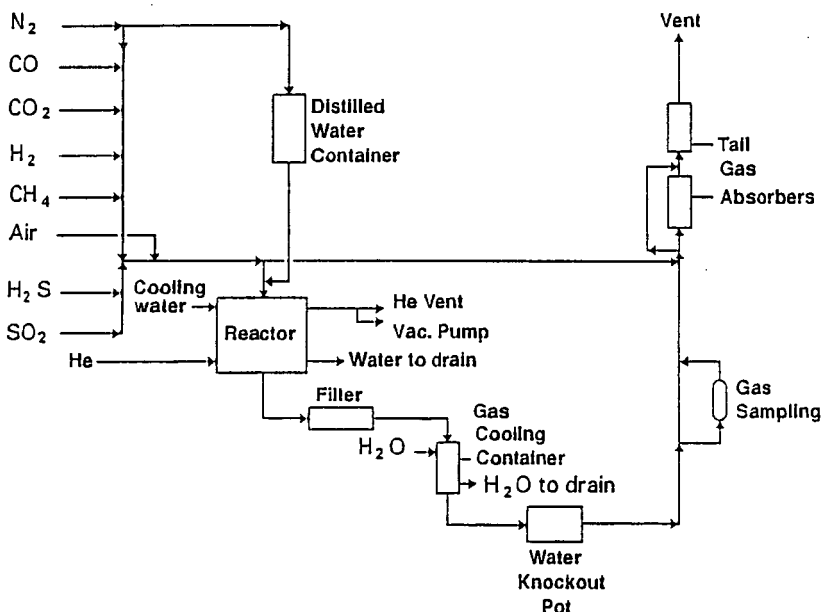 N₂
CO
CO₂
H₂
CH₄
Air
H₂S
SO₂
He
Distilled
Water
Container
Vent
Tail
Gas
Absorbers
Cooling
water
Reactor
He Vent
Vac. Pump
Water to drain
Filler
H₂O
Gas
Cooling
Container
H₂O to drain
Gas
Sampling
Water
Knockout
Pot